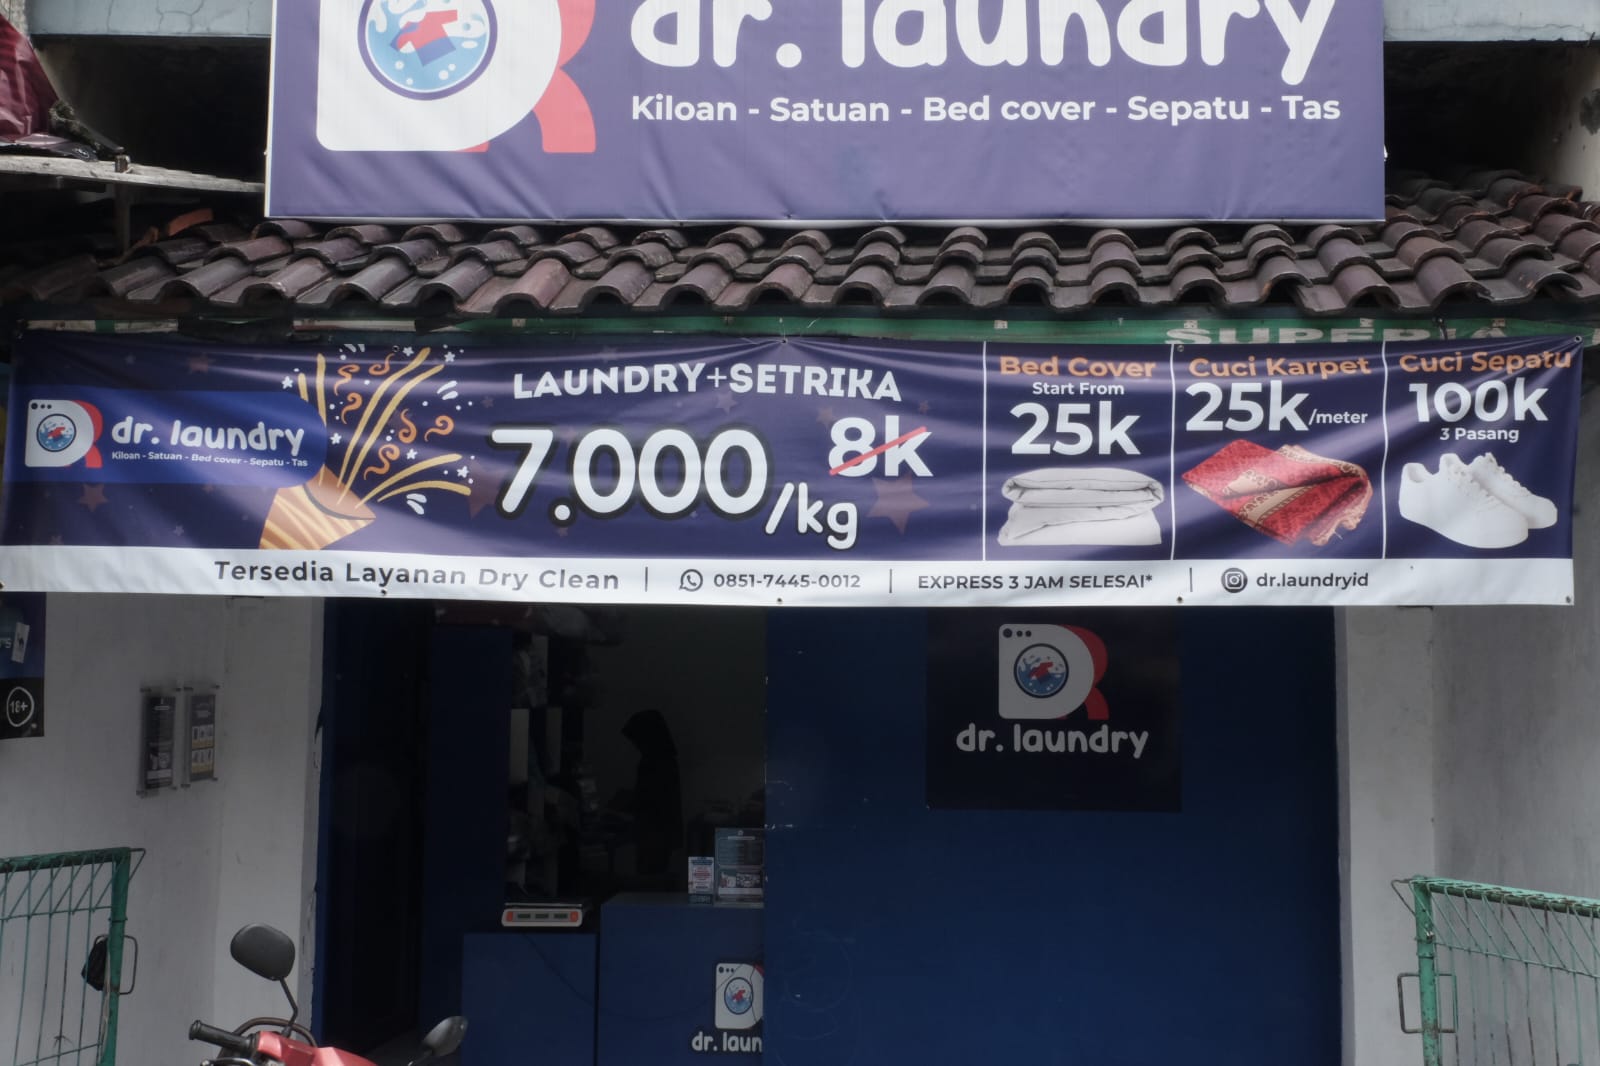 dr. laundry
Kiloan - Satuan - Bed cover - Sepatu - Tas
SUPER
dr. laundry
Kiloan - Satuan - Bed cover - Sepatu - Tas
LAUNDRY+SETRIKA
7.000/kg
8k
Bed Cover
Start From
25k
Cuci Karpet
25k/meter
Cuci Sepatu
100k
3 Pasang
Tersedia Layanan Dry Clean | 0851-7445-0012 | EXPRESS 3 JAM SELESAI* | dr.laundryid
18+
dr. laundry
dr. laun